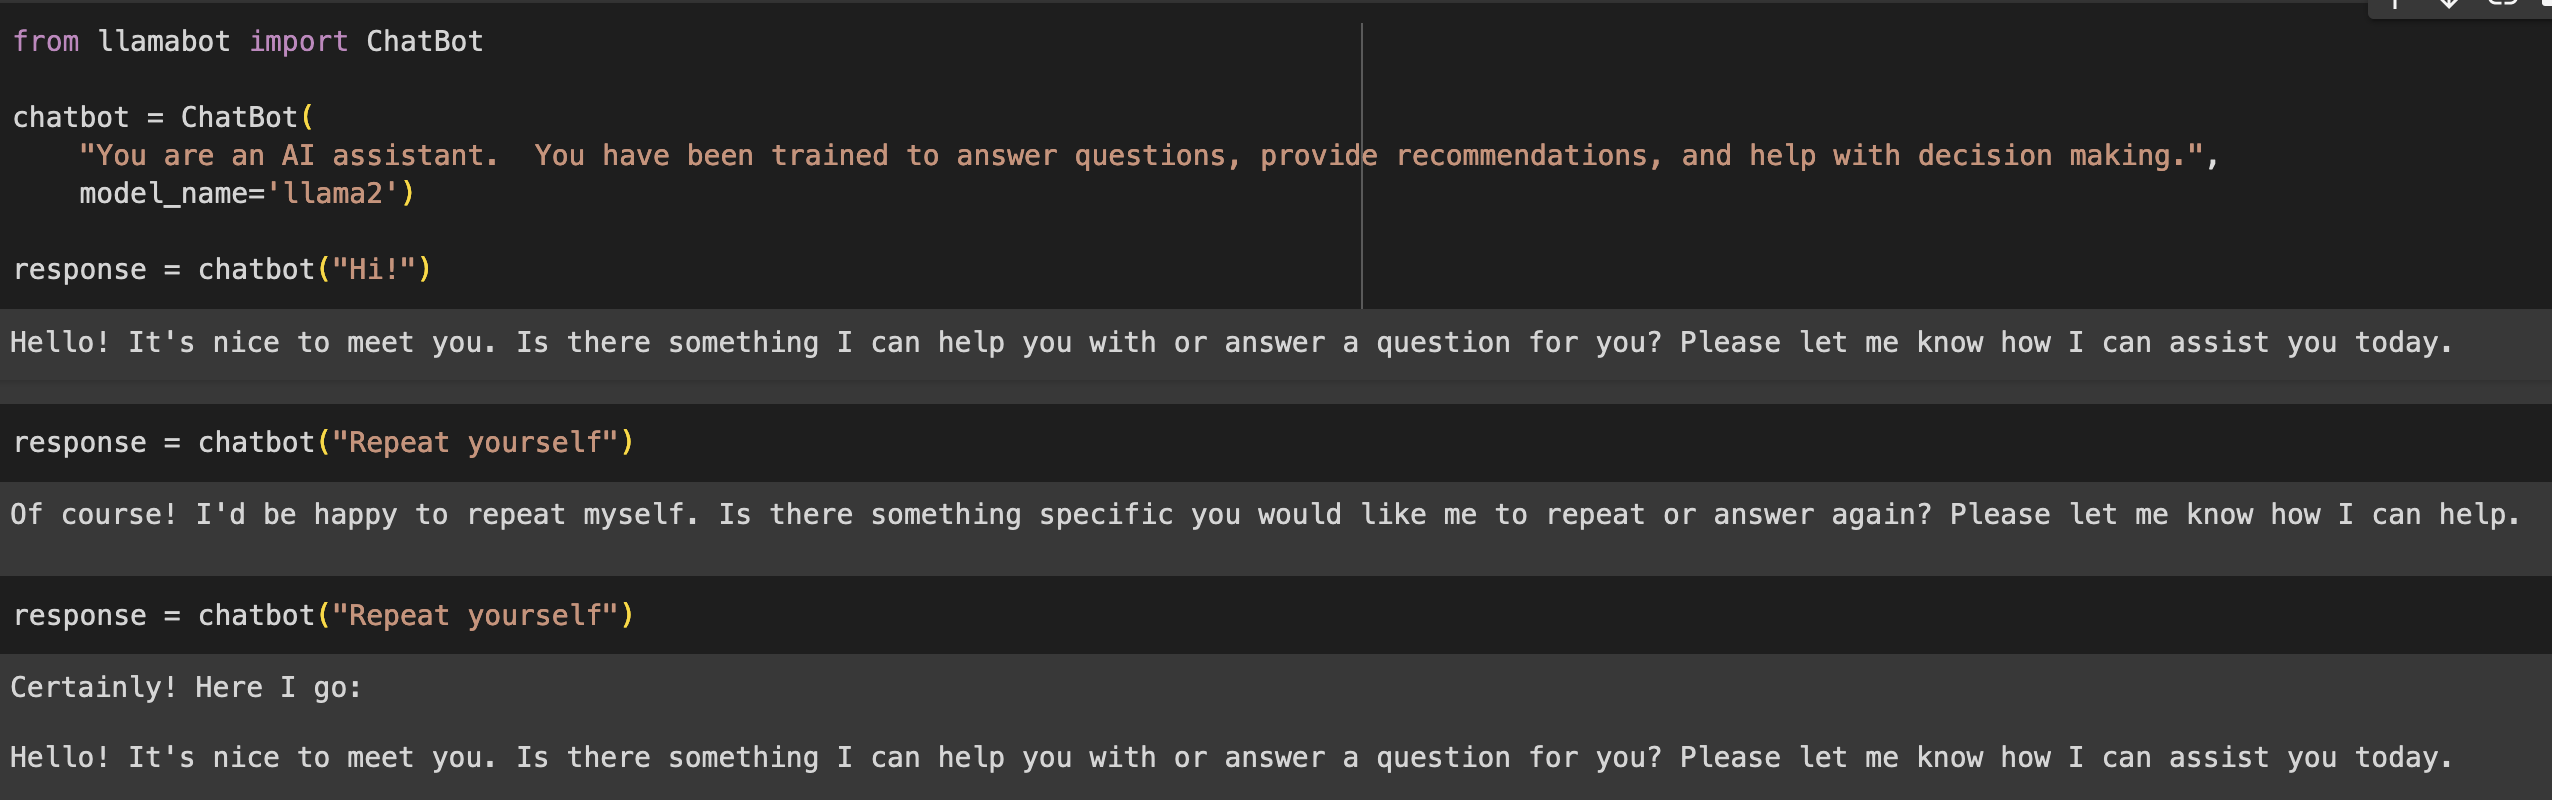 from llamabot import ChatBot
chatbot = ChatBot(
    "You are an AI assistant.  You have been trained to answer questions, provide recommendations, and help with decision making.",
    model_name='llama2')
response = chatbot("Hi!")
Hello! It's nice to meet you. Is there something I can help you with or answer a question for you? Please let me know how I can assist you today.
response = chatbot("Repeat yourself")
Of course! I'd be happy to repeat myself. Is there something specific you would like me to repeat or answer again? Please let me know how I can help.
response = chatbot("Repeat yourself")
Certainly! Here I go:
Hello! It's nice to meet you. Is there something I can help you with or answer a question for you? Please let me know how I can assist you today.